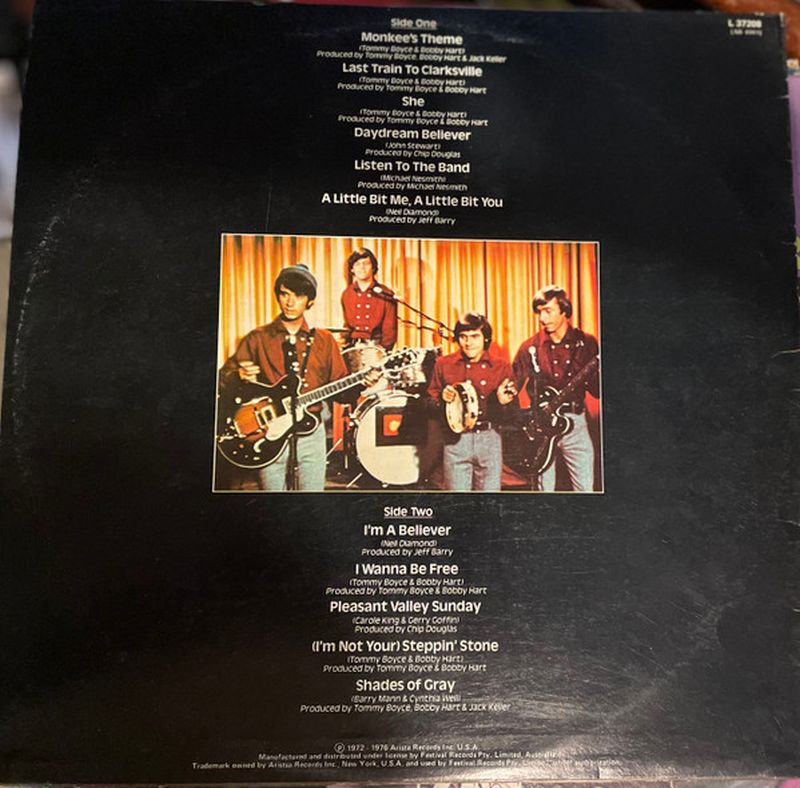 Side One
L 37208
Monkee's Theme
(Tommy Boyce & Bobby Hart)
Produced by Tommy Boyce, Bobby Hart & Jack Keller
Last Train To Clarksville
(Tommy Boyce & Bobby Hart)
Produced by Tommy Boyce and Bobby Hart
She
(Tommy Boyce & Bobby Hart)
Produced by Tommy Boyce & Bobby Hart
Daydream Believer
(John Stewart)
Produced by Chip Douglas
Listen To The Band
(Michael Nesmith)
Produced by Michael Nesmith
A Little Bit Me, A Little Bit You
(Neil Diamond)
Produced by Jeff Barry
Side Two
I'm A Believer
(Neil Diamond)
Produced by Jeff Barry
I Wanna Be Free
(Tommy Boyce & Bobby Hart)
Produced by Tommy Boyce & Bobby Hart
Pleasant Valley Sunday
(Carole King & Gerry Goffin)
Produced by Chip Douglas
(I'm Not Your) Steppin' Stone
(Tommy Boyce & Bobby Hart)
Produced by Tommy Boyce & Bobby Hart
Shades of Gray
(Barry Mann & Cynthia Weil)
Produced by Tommy Boyce, Bobby Hart & Jack Keller
Ⓟ 1972 - 1976 Arista Records Inc. U.S.A.
Manufactured and distributed under license by Festival Records Pty. Limited, Australia.
Trademark owned by Arista Records Inc., New York, U.S.A. and used by Festival Records Pty. Limited, under authorization.